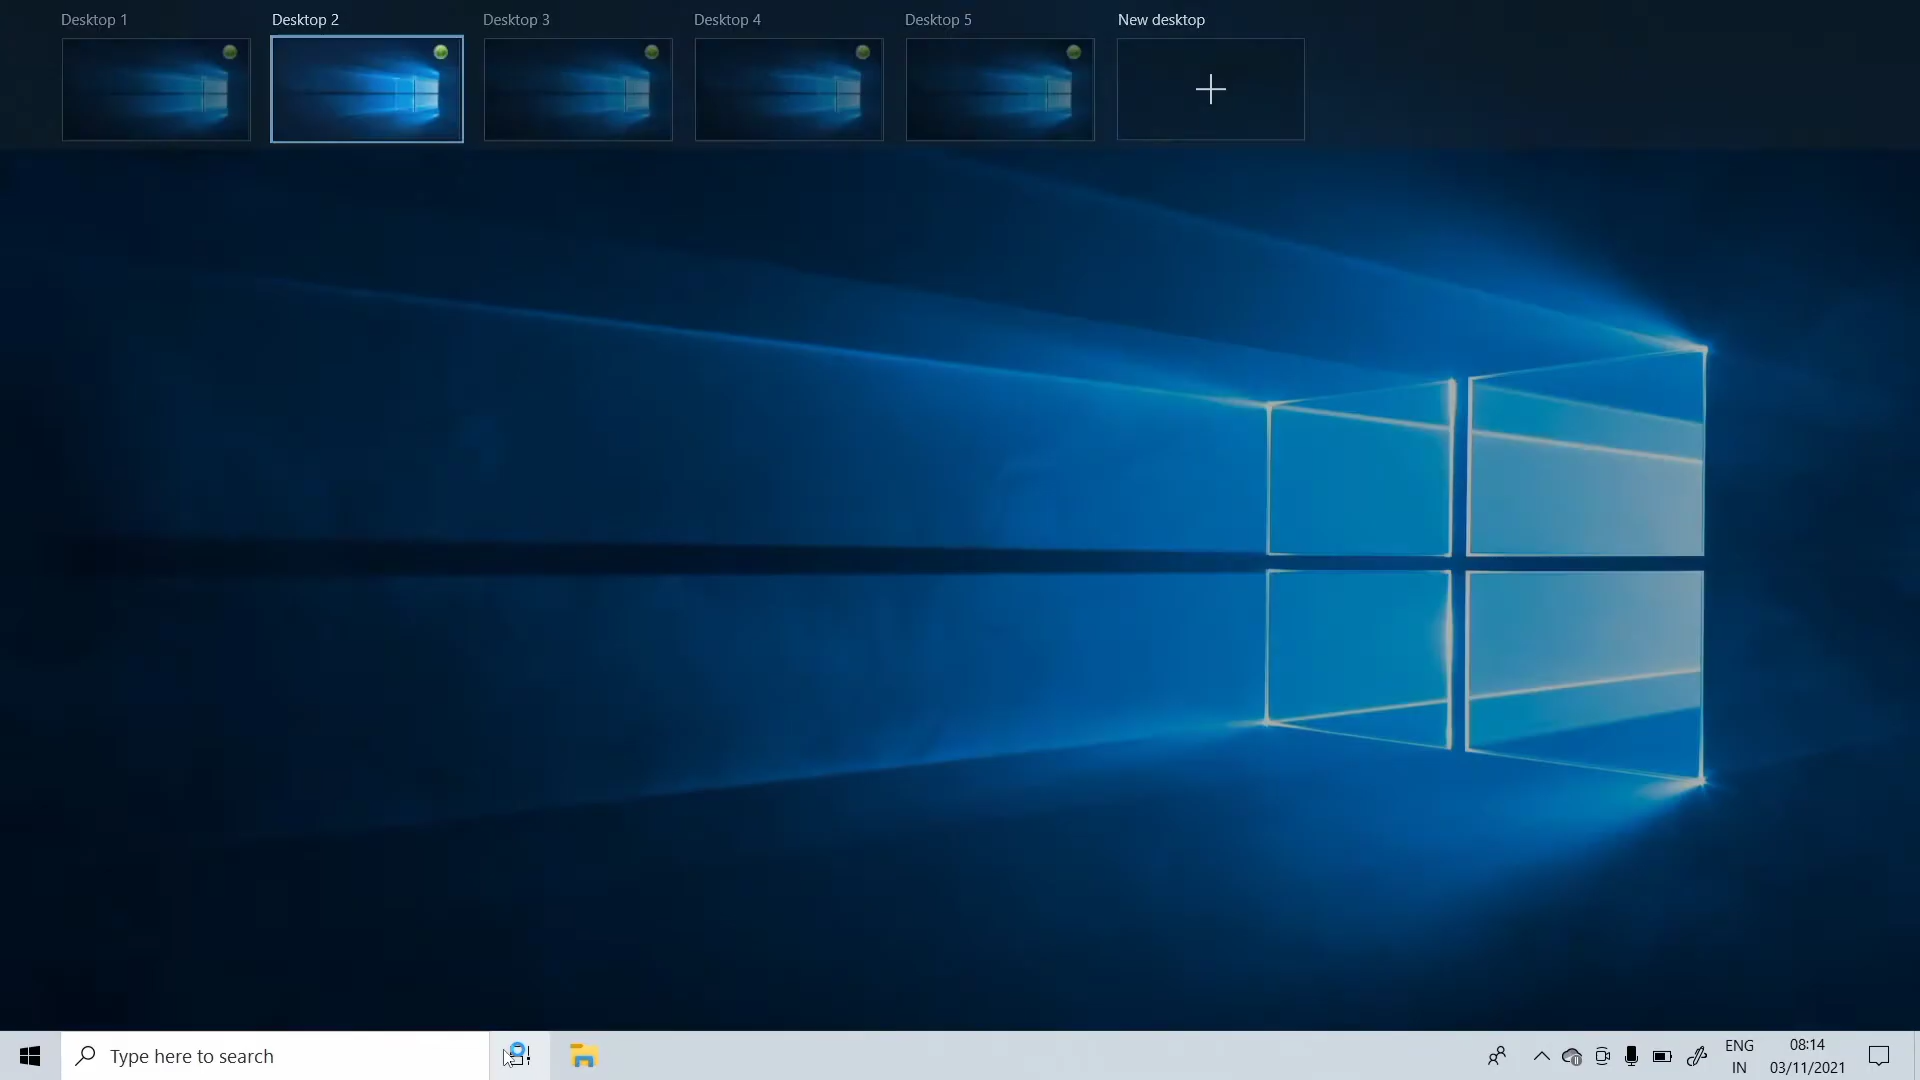 Desktop 1
Desktop 2
Desktop 3
Desktop 4
Desktop 5
New desktop
Type here to search
ENG
IN
08:14
03/11/2021